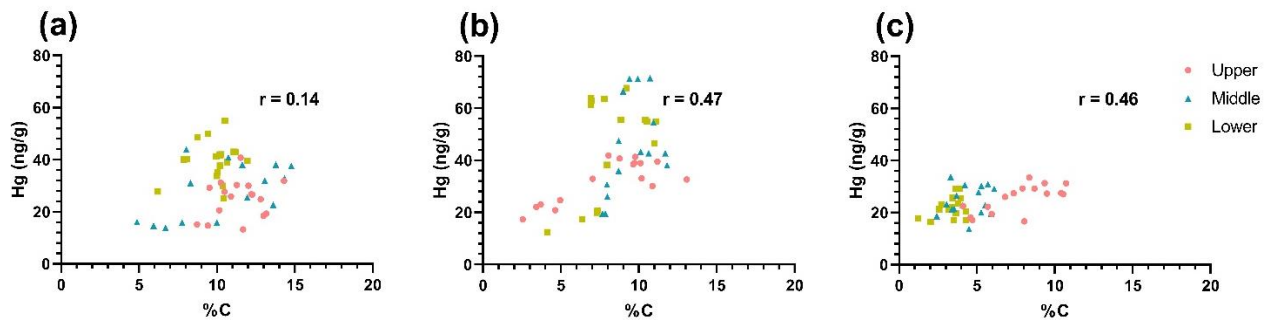 (a)
80
60
40
20
0
Hg (ng/g)
r = 0.14
0 5 10 15 20
%C
(b)
80
60
40
20
0
Hg (ng/g)
r = 0.47
0 5 10 15 20
%C
(c)
80
60
40
20
0
Hg (ng/g)
r = 0.46
0 5 10 15 20
%C
Upper
Middle
Lower